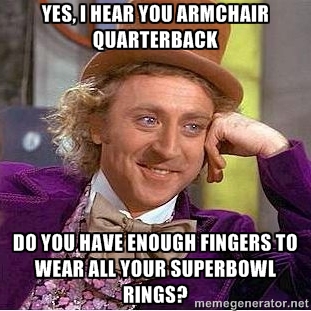 YES, I HEAR YOU ARMCHAIR
QUARTERBACK
DO YOU HAVE ENOUGH FINGERS TO
WEAR ALL YOUR SUPERBOWL
RINGS?
memegenerator.net